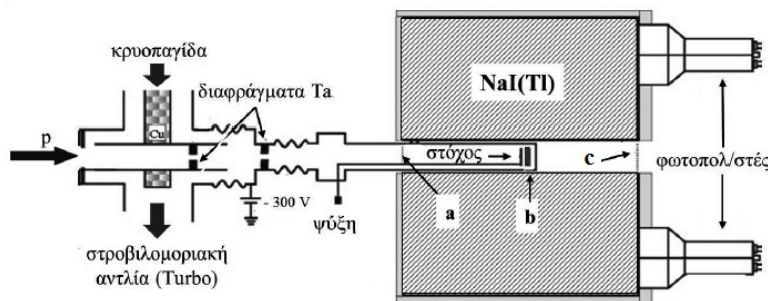 κρυοπαγίδα
διαφράγματα Ta
NaI(Tl)
Cu
p
στόχος
c
φωτοπολ/στές
a
b
- 300 V
ψύξη
στροβιλομοριακή
αντλία (Turbo)